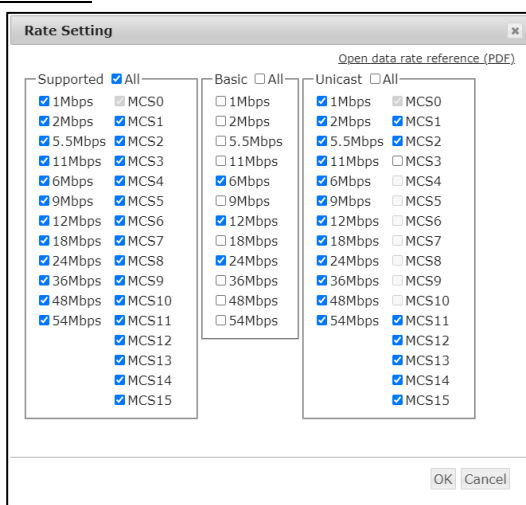 Rate Setting
Open data rate reference (PDF)
Supported All Basic All Unicast All
1Mbps MCS0 1Mbps 1Mbps MCS0
2Mbps MCS1 2Mbps 2Mbps MCS1
5.5Mbps MCS2 5.5Mbps 5.5Mbps MCS2
11Mbps MCS3 11Mbps 11Mbps MCS3
6Mbps MCS4 6Mbps 6Mbps MCS4
9Mbps MCS5 9Mbps 9Mbps MCS5
12Mbps MCS6 12Mbps 12Mbps MCS6
18Mbps MCS7 18Mbps 18Mbps MCS7
24Mbps MCS8 24Mbps 24Mbps MCS8
36Mbps MCS9 36Mbps 36Mbps MCS9
48Mbps MCS10 48Mbps 48Mbps MCS10
54Mbps MCS11 54Mbps 54Mbps MCS11
MCS12 MCS12
MCS13 MCS13
MCS14 MCS14
MCS15 MCS15
OK Cancel